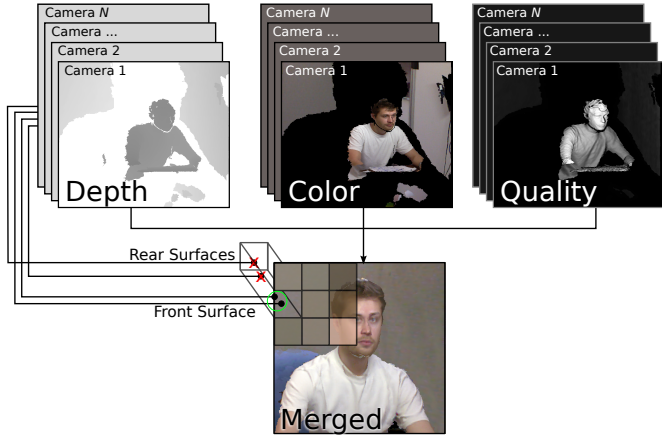 Camera N
Camera ...
Camera 2
Camera 1
Depth
Camera N
Camera ...
Camera 2
Camera 1
Color
Camera N
Camera ...
Camera 2
Camera 1
Quality
Rear Surfaces
Front Surface
Merged